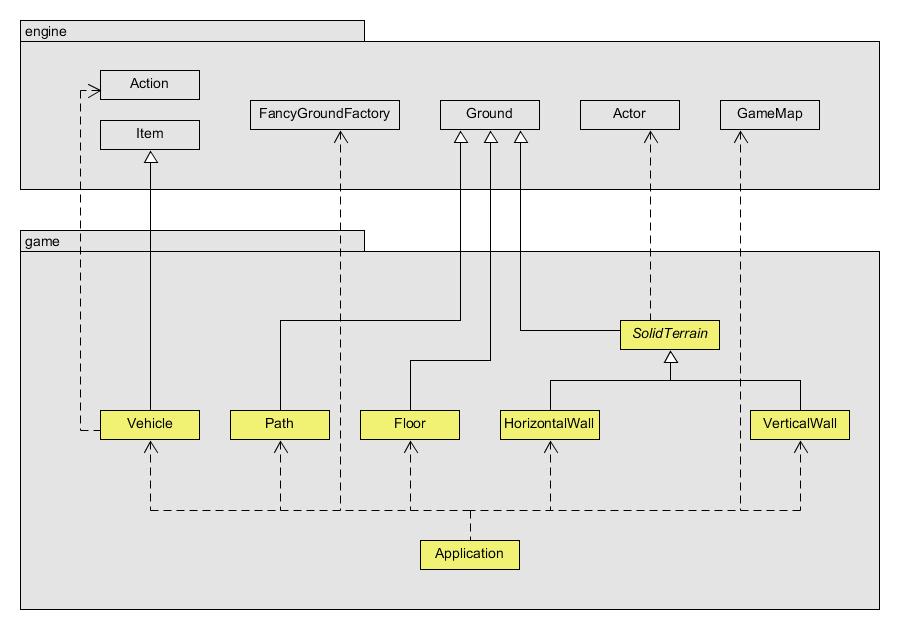 engine
Action
Item
FancyGroundFactory
Ground
Actor
GameMap
game
SolidTerrain
Vehicle
Path
Floor
HorizontalWall
VerticalWall
Application